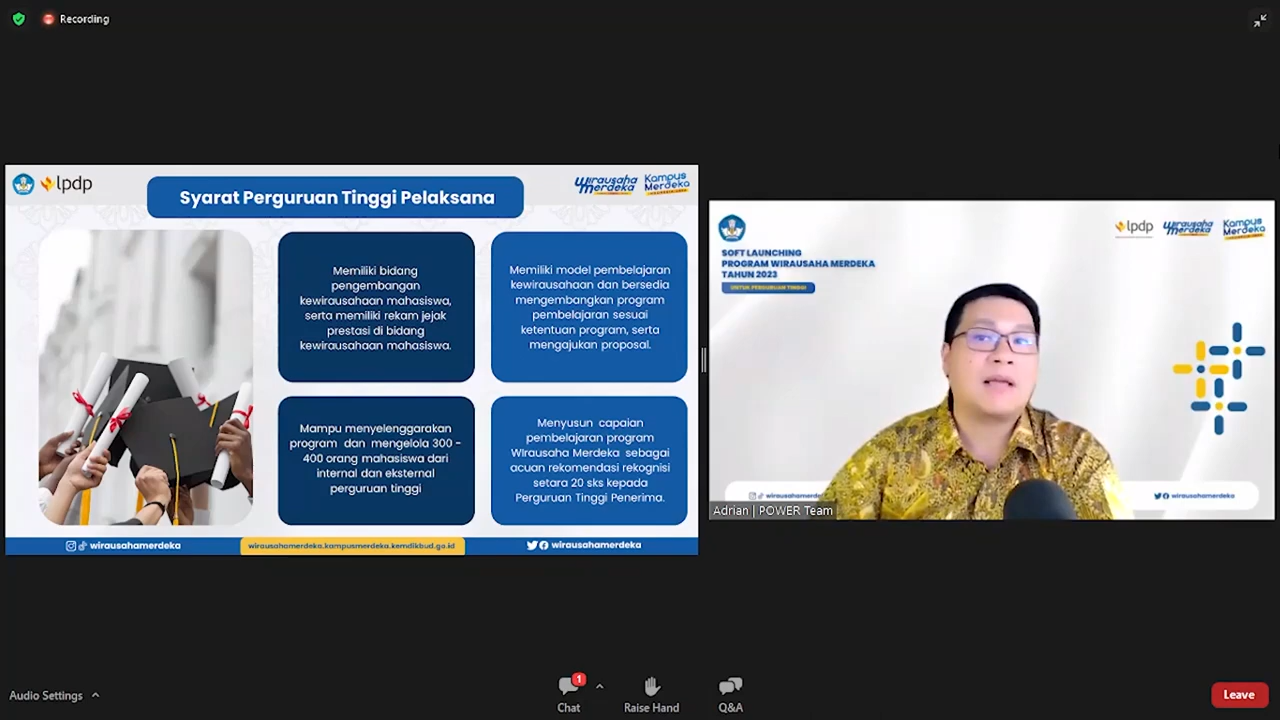 Recording
lpdp
Syarat Perguruan Tinggi Pelaksana
Wirausaha
Merdeka
Kampus
Merdeka
Memiliki bidang
pengembangan
kewirausahaan mahasiswa,
serta memiliki rekam jejak
prestasi di bidang
kewirausahaan mahasiswa.
Memiliki model pembelajaran
kewirausahaan dan bersedia
mengembangkan program
pembelajaran sesuai
ketentuan program, serta
mengajukan proposal.
Mampu menyelenggarakan
program dan mengelola 300 -
400 orang mahasiswa dari
internal dan eksternal
perguruan tinggi
Menyusun capaian
pembelajaran program
WIrausaha Merdeka sebagai
acuan rekomendasi rekognisi
setara 20 sks kepada
Perguruan Tinggi Penerima.
wirausahamerdeka
wirausahamerdeka.kampusmerdeka.kemdikbud.go.id
wirausahamerdeka
lpdp
Wirausaha
Merdeka
Kampus
Merdeka
SOFT LAUNCHING
PROGRAM WIRAUSAHA MERDEKA
TAHUN 2023
UNTUK PERGURUAN TINGGI
wirausahamerdeka
Adrian | POWER Team
Audio Settings
Chat
1
Raise Hand
Q&A
Leave